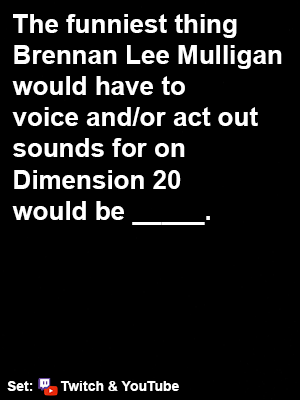 The funniest thing
Brennan Lee Mulligan
would have to
voice and/or act out
sounds for on
Dimension 20
would be _____.
Set: Twitch & YouTube